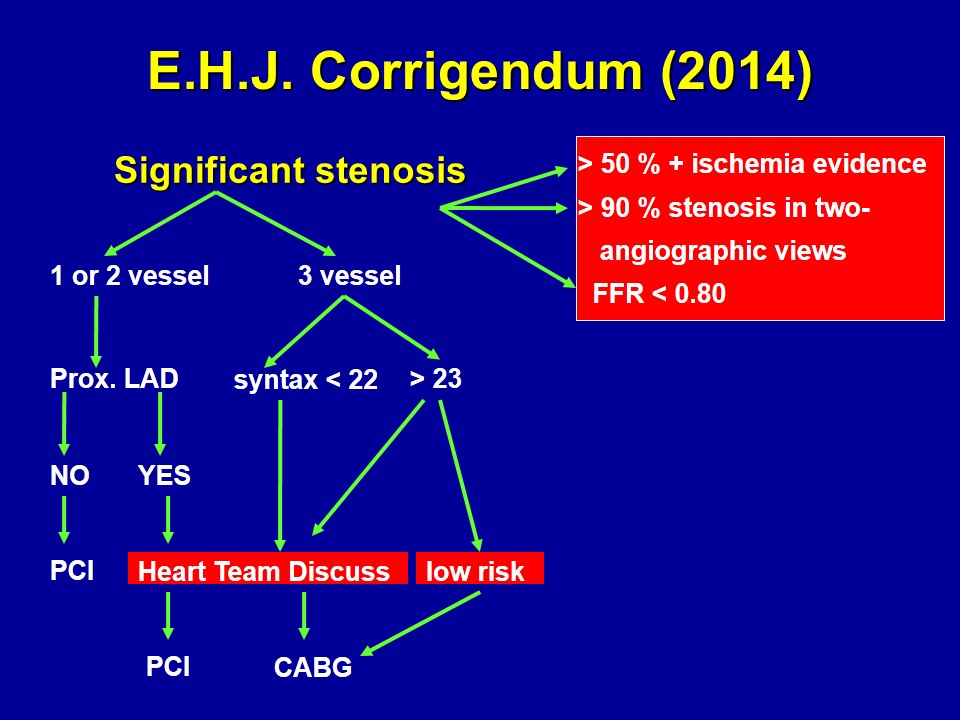 E.H.J. Corrigendum (2014)
Significant stenosis
> 50 % + ischemia evidence
> 90 % stenosis in two-
angiographic views
FFR < 0.80
1 or 2 vessel
3 vessel
Prox. LAD
syntax < 22
> 23
NO
YES
PCI
Heart Team Discuss
low risk
PCI
CABG